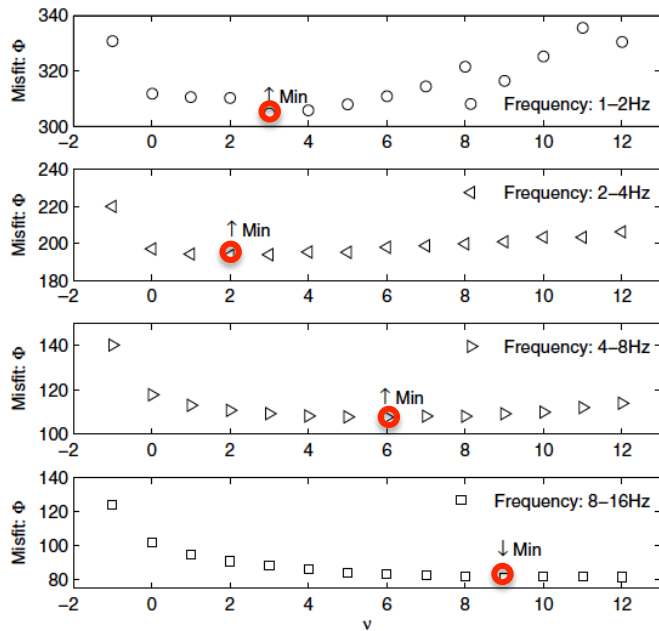 340
320
300
Misfit: Φ
↑ Min
Frequency: 1–2Hz
−2 0 2 4 6 8 10 12
240
220
200
180
Misfit: Φ
↑ Min
Frequency: 2–4Hz
−2 0 2 4 6 8 10 12
140
120
100
Misfit: Φ
↑ Min
Frequency: 4–8Hz
−2 0 2 4 6 8 10 12
140
120
100
80
Misfit: Φ
↓ Min
Frequency: 8–16Hz
−2 0 2 4 6 8 10 12
ν